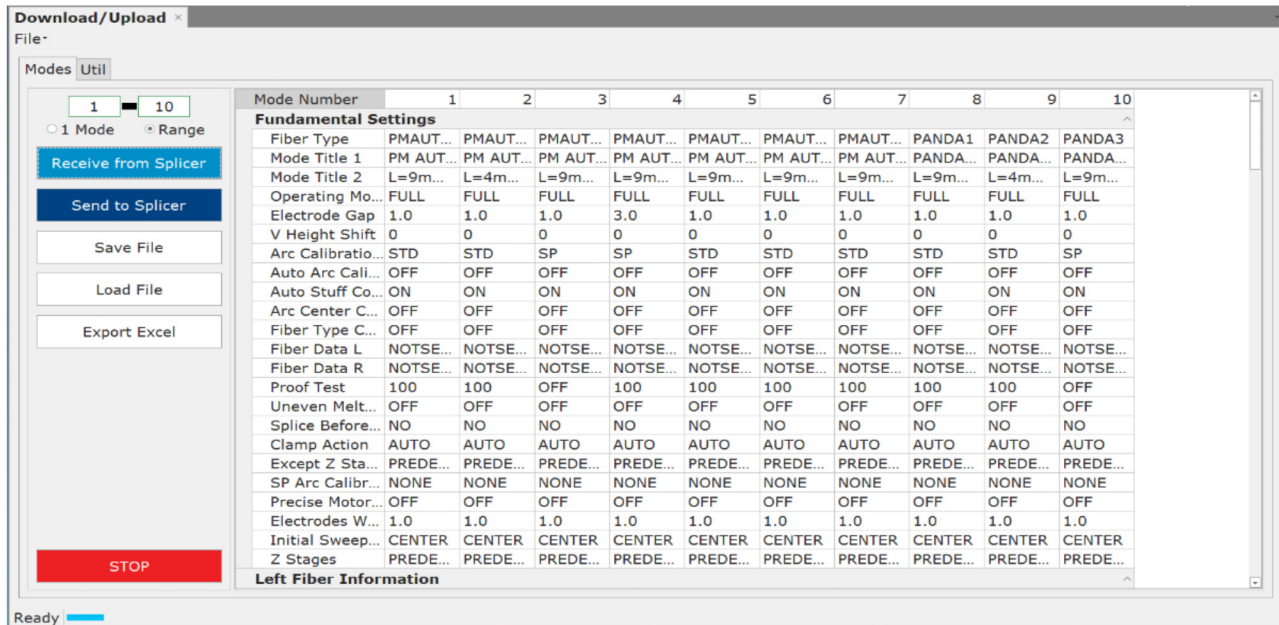 Download/Upload ×
File
Modes Util
1 10
1 Mode Range
Receive from Splicer
Send to Splicer
Save File
Load File
Export Excel
STOP
Mode Number 1 2 3 4 5 6 7 8 9 10
Fundamental Settings
Fiber Type PMAUT... PMAUT... PMAUT... PMAUT... PMAUT... PMAUT... PMAUT... PANDA1 PANDA2 PANDA3
Mode Title 1 PM AUT... PM AUT... PM AUT... PM AUT... PM AUT... PM AUT... PM AUT... PANDA... PANDA... PANDA...
Mode Title 2 L=9m... L=4m... L=9m... L=9m... L=9m... L=9m... L=9m... L=9m... L=4m... L=9m...
Operating Mo... FULL FULL FULL FULL FULL FULL FULL FULL FULL FULL
Electrode Gap 1.0 1.0 1.0 3.0 1.0 1.0 1.0 1.0 1.0 1.0
V Height Shift 0 0 0 0 0 0 0 0 0 0
Arc Calibratio... STD STD SP SP STD STD STD STD STD SP
Auto Arc Cali... OFF OFF OFF OFF OFF OFF OFF OFF OFF OFF
Auto Stuff Co... ON ON ON ON ON ON ON ON ON ON
Arc Center C... OFF OFF OFF OFF OFF OFF OFF OFF OFF OFF
Fiber Type C... OFF OFF OFF OFF OFF OFF OFF OFF OFF OFF
Fiber Data L NOTSE... NOTSE... NOTSE... NOTSE... NOTSE... NOTSE... NOTSE... NOTSE... NOTSE... NOTSE...
Fiber Data R NOTSE... NOTSE... NOTSE... NOTSE... NOTSE... NOTSE... NOTSE... NOTSE... NOTSE... NOTSE...
Proof Test 100 100 OFF 100 100 100 100 100 100 OFF
Uneven Melt... OFF OFF OFF OFF OFF OFF OFF OFF OFF OFF
Splice Before... NO NO NO NO NO NO NO NO NO NO
Clamp Action AUTO AUTO AUTO AUTO AUTO AUTO AUTO AUTO AUTO AUTO
Except Z Sta... PREDE... PREDE... PREDE... PREDE... PREDE... PREDE... PREDE... PREDE... PREDE... PREDE...
SP Arc Calibr... NONE NONE NONE NONE NONE NONE NONE NONE NONE NONE
Precise Motor... OFF OFF OFF OFF OFF OFF OFF OFF OFF OFF
Electrodes W... 1.0 1.0 1.0 1.0 1.0 1.0 1.0 1.0 1.0 1.0
Initial Sweep... CENTER CENTER CENTER CENTER CENTER CENTER CENTER CENTER CENTER CENTER
Z Stages PREDE... PREDE... PREDE... PREDE... PREDE... PREDE... PREDE... PREDE... PREDE... PREDE...
Left Fiber Information
Ready